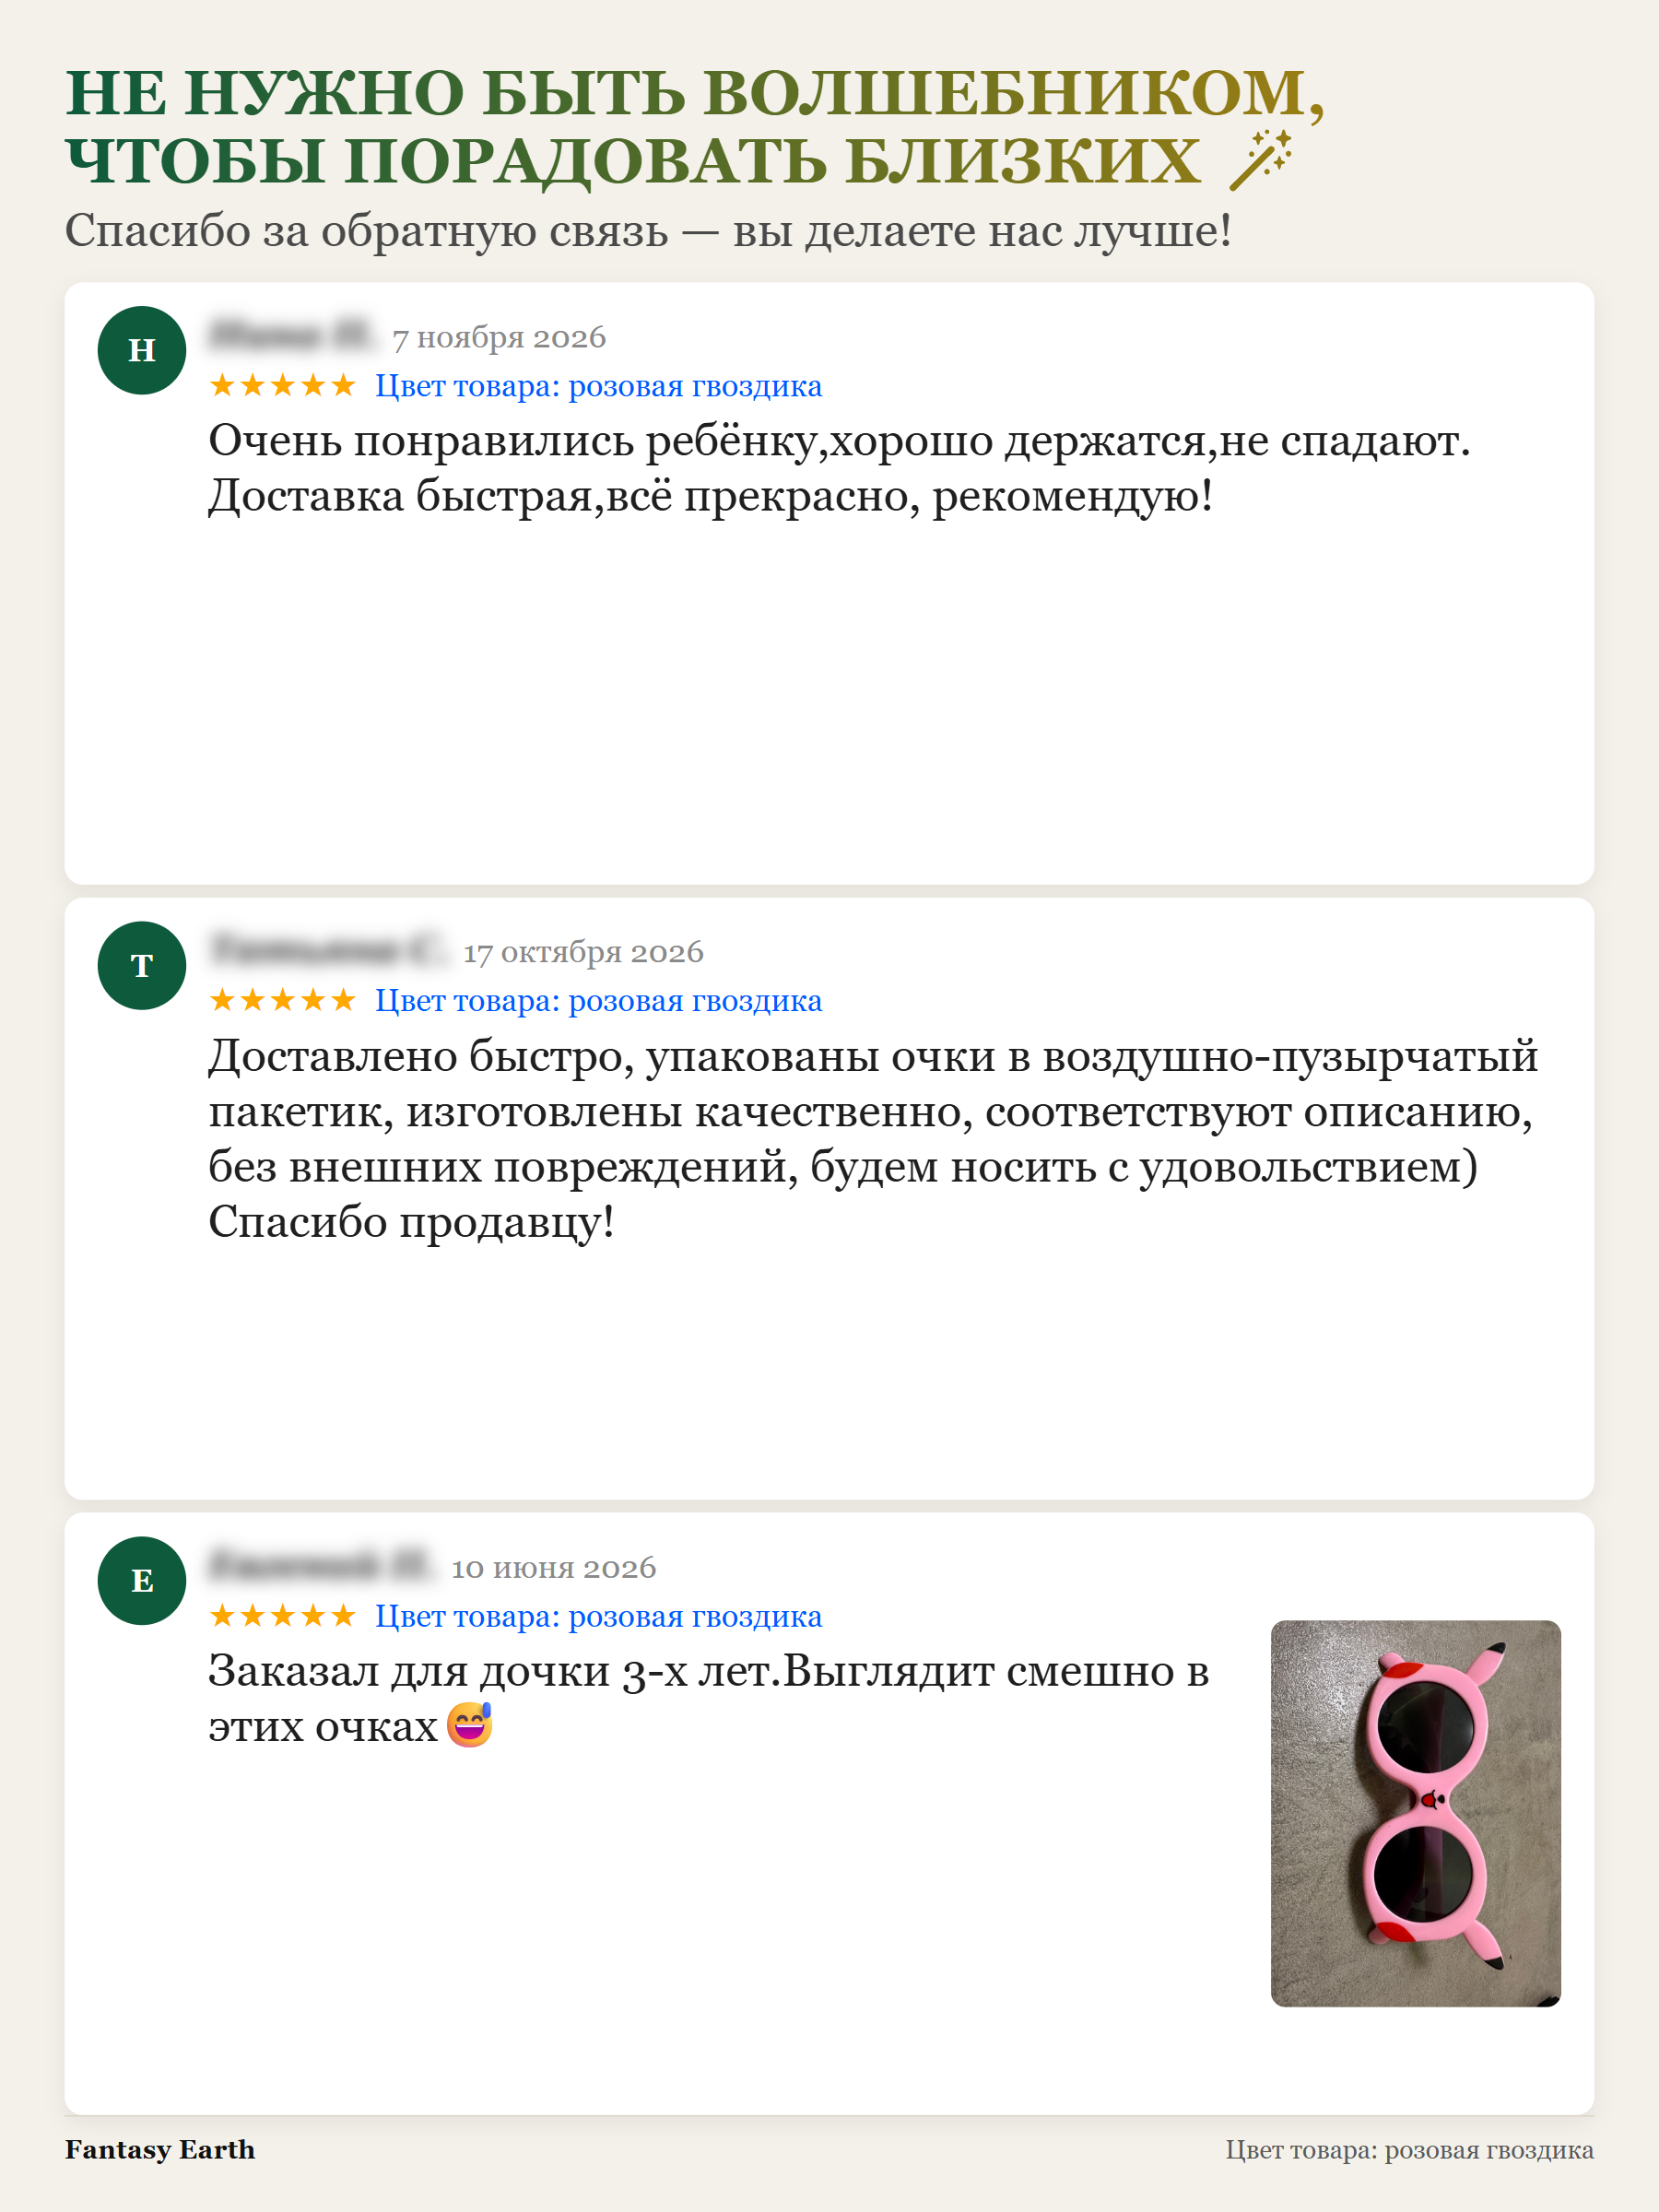 НЕ НУЖНО БЫТЬ ВОЛШЕБНИКОМ,
ЧТОБЫ ПОРАДОВАТЬ БЛИЗКИХ
Спасибо за обратную связь — вы делаете нас лучше!
Н
7 ноября 2026
★★★★★ Цвет товара: розовая гвоздика
Очень понравились ребёнку,хорошо держатся,не спадают.
Доставка быстрая,всё прекрасно, рекомендую!
Т
17 октября 2026
★★★★★ Цвет товара: розовая гвоздика
Доставлено быстро, упакованы очки в воздушно-пузырчатый
пакетик, изготовлены качественно, соответствуют описанию,
без внешних повреждений, будем носить с удовольствием)
Спасибо продавцу!
Е
10 июня 2026
★★★★★ Цвет товара: розовая гвоздика
Заказал для дочки 3-х лет.Выглядит смешно в
этих очках😅
Fantasy Earth
Цвет товара: розовая гвоздика